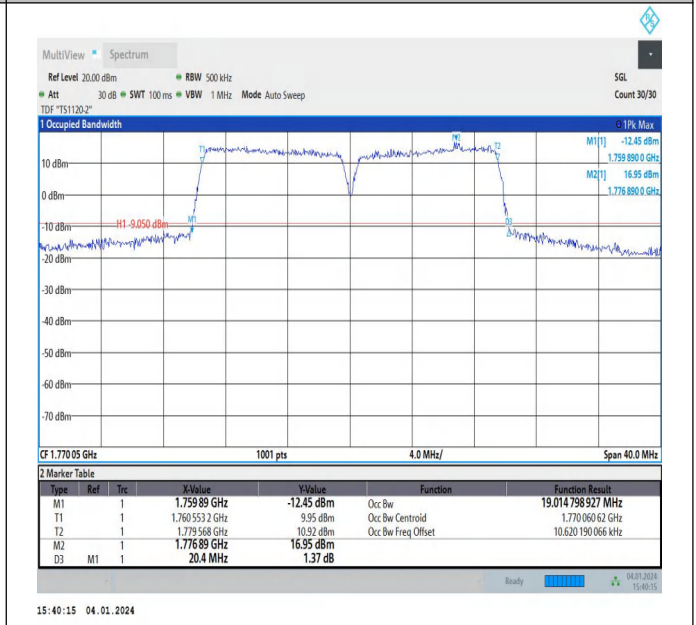 MultiView Spectrum
Ref Level 20.00 dBm RBW 500 kHz SGL
Att 30 dB SWT 100 ms VBW 1 MHz Mode Auto Sweep Count 30/30
TDF "TS1120-2"
1 Occupied Bandwidth 1Pk Max
M1[1] -12.45 dBm
1.759 890 0 GHz
M2[1] 16.95 dBm
1.776 890 0 GHz
T1
M2
T2
10 dBm
0 dBm
-10 dBm
H1 -9.050 dBm
M1
D3
-20 dBm
-30 dBm
-40 dBm
-50 dBm
-60 dBm
-70 dBm
CF 1.770 05 GHz 1001 pts 4.0 MHz/ Span 40.0 MHz
2 Marker Table
Type Ref Trc X-Value Y-Value Function Function Result
M1 1 1.759 89 GHz -12.45 dBm Occ Bw 19.014 798 927 MHz
T1 1 1.760 553 2 GHz 9.95 dBm Occ Bw Centroid 1.770 060 62 GHz
T2 1 1.779 568 GHz 10.92 dBm Occ Bw Freq Offset 10.620 190 066 kHz
M2 1 1.776 89 GHz 16.95 dBm
D3 M1 1 20.4 MHz 1.37 dB
Ready 04.01.2024
15:40:15
15:40:15 04.01.2024